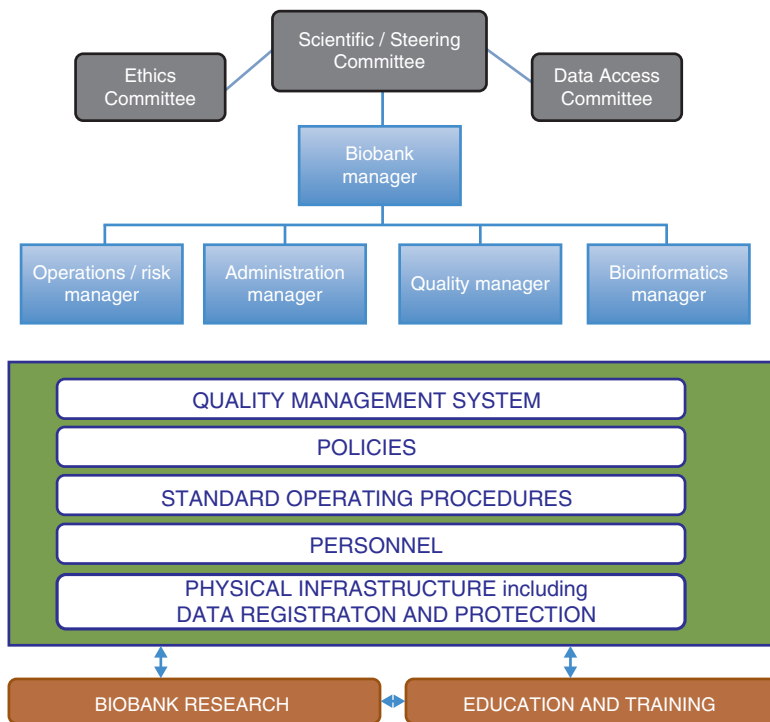 Scientific / Steering
Committee
Ethics
Committee
Data Access
Committee
Biobank
manager
Operations / risk
manager
Administration
manager
Quality manager
Bioinformatics
manager
QUALITY MANAGEMENT SYSTEM
POLICIES
STANDARD OPERATING PROCEDURES
PERSONNEL
PHYSICAL INFRASTRUCTURE including
DATA REGISTRATON AND PROTECTION
BIOBANK RESEARCH
EDUCATION AND TRAINING